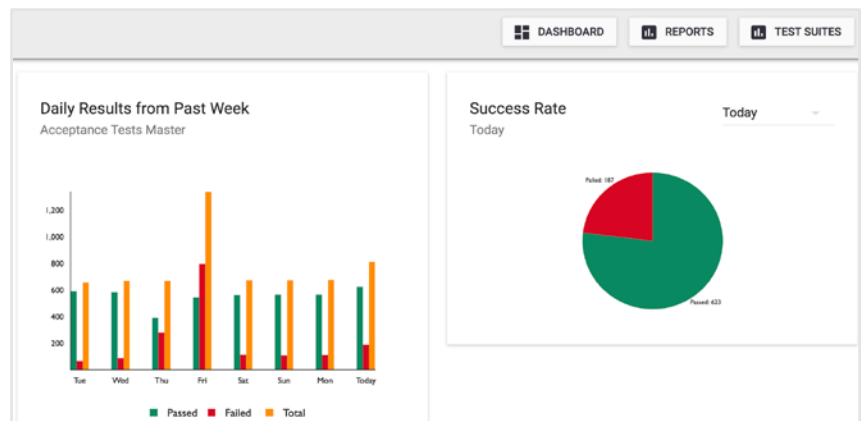 DASHBOARD
REPORTS
TEST SUITES
Daily Results from Past Week
Acceptance Tests Master
1,200
1,000
800
600
400
200
Tue Wed Thu Fri Sat Sun Mon Today
Passed Failed Total
Success Rate
Today
Today
Failed: 187
Passed: 623